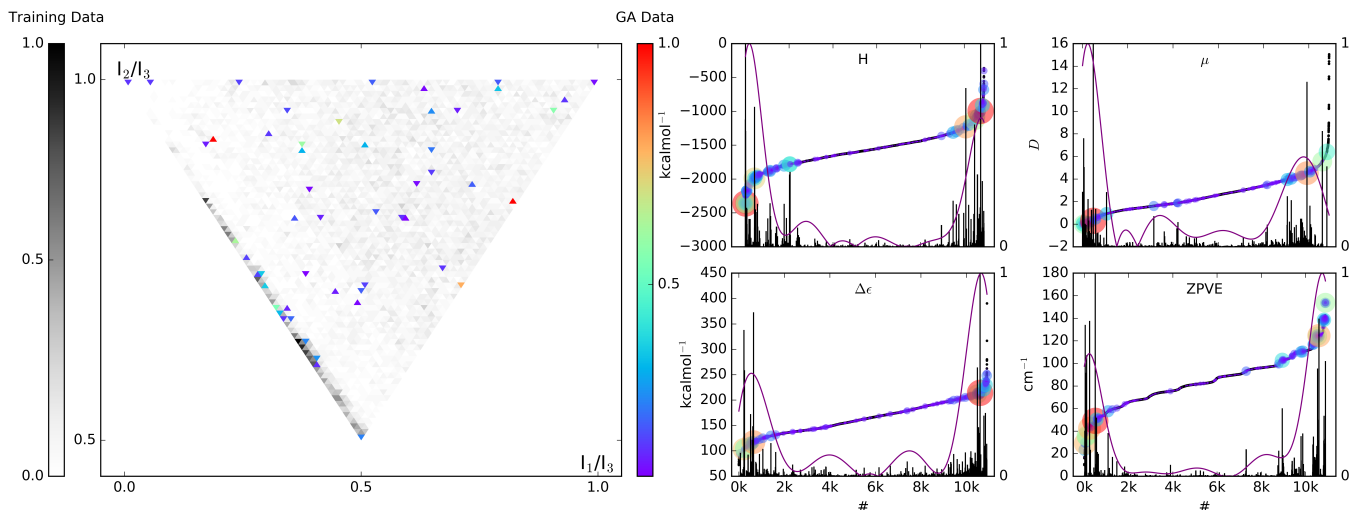 Training Data
1.0
0.5
0.0
I₂/I₃
1.0
0.5
I₁/I₃
0.0
0.5
1.0
GA Data
1.0
0.5
H
kcalmol⁻¹
0
−500
−1000
−1500
−2000
−2500
−3000
1
0
μ
D
16
14
12
10
8
6
4
2
0
−2
1
0
Δϵ
kcalmol⁻¹
450
400
350
300
250
200
150
100
50
1
0
0k
2k
4k
6k
8k
10k
#
ZPVE
cm⁻¹
180
160
140
120
100
80
60
40
20
0
1
0
0k
2k
4k
6k
8k
10k
#